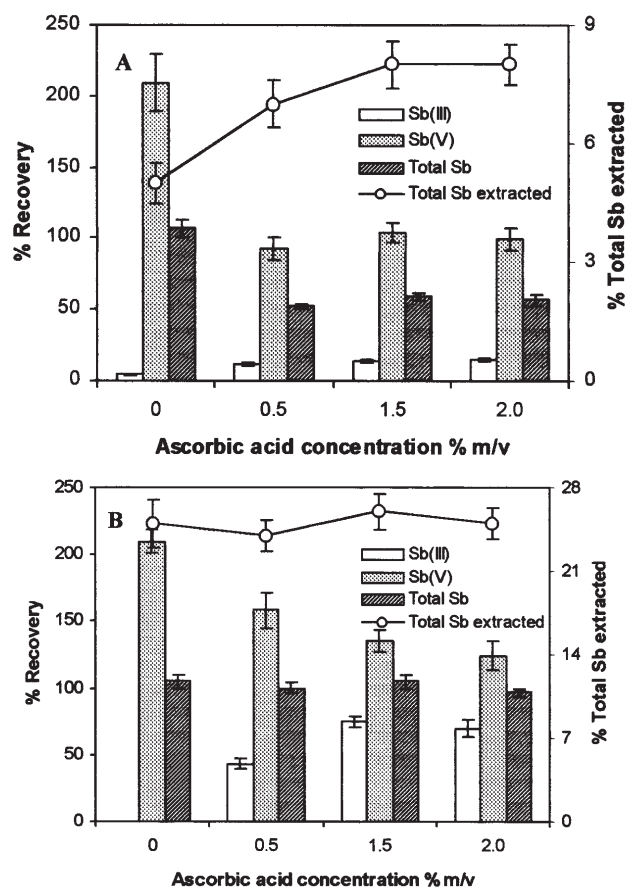 A
% Recovery
250
200
150
100
50
0
9
6
3
0
% Total Sb extracted
Sb(III)
Sb(V)
Total Sb
Total Sb extracted
0 0.5 1.5 2.0
Ascorbic acid concentration % m/v
B
% Recovery
250
200
150
100
50
0
28
21
14
7
0
% Total Sb extracted
Sb(III)
Sb(V)
Total Sb
Total Sb extracted
0 0.5 1.5 2.0
Ascorbic acid concentration % m/v